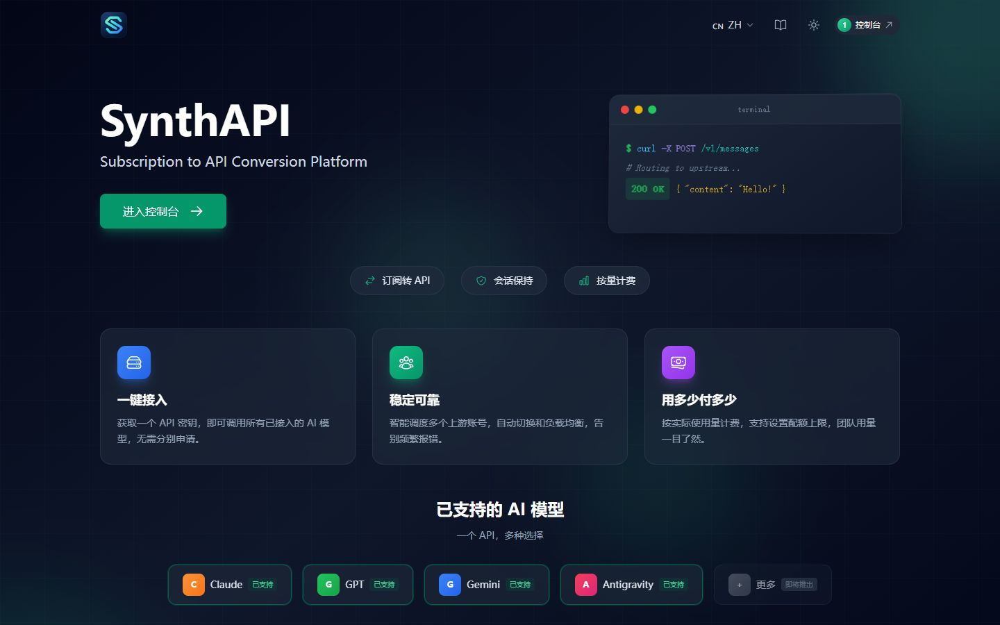 CN ZH
1 控制台
SynthAPI
Subscription to API Conversion Platform
进入控制台
terminal
$ curl -X POST /v1/messages
# Routing to upstream...
200 OK { "content": "Hello!" }
订阅转 API
会话保持
按量计费
一键接入
获取一个 API 密钥，即可调用所有已接入的 AI 模
型，无需分别申请。
稳定可靠
智能调度多个上游账号，自动切换和负载均衡，告
别频繁报错。
用多少付多少
按实际使用量计费，支持设置配额上限，团队用量
一目了然。
已支持的 AI 模型
一个 API，多种选择
C Claude 已支持
G GPT 已支持
G Gemini 已支持
A Antigravity 已支持
+ 更多 即将推出